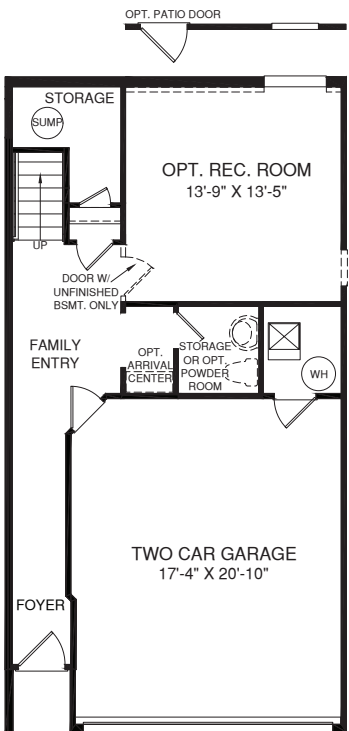 OPT. PATIO DOOR
STORAGE
SUMP
OPT. REC. ROOM
13'-9" X 13'-5"
UP
DOOR W/
UNFINISHED
BSMT. ONLY
FAMILY
ENTRY
OPT.
ARRIVAL
CENTER
STORAGE
OR OPT.
POWDER
ROOM
WH
TWO CAR GARAGE
17'-4" X 20'-10"
FOYER